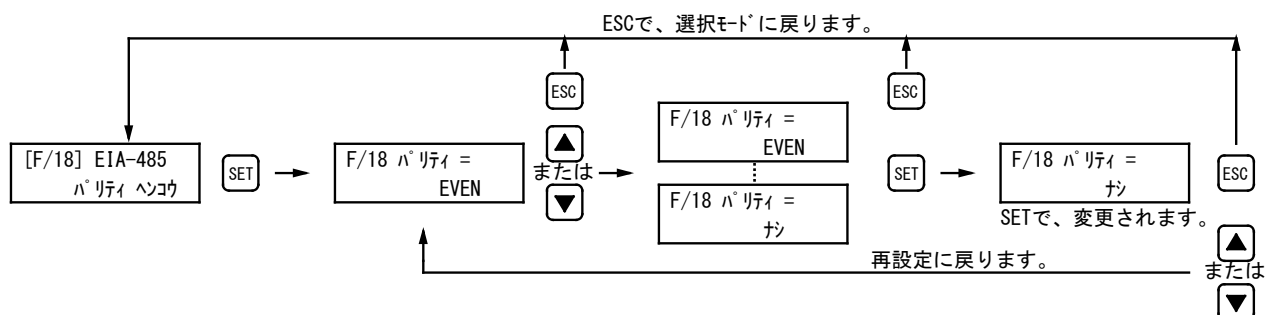 ESCで、選択ﾓｰﾄﾞに戻ります。
ESC
ESC
[F/18] EIA-485
ﾊﾟﾘﾃｨ ﾍﾝｺｳ
SET
F/18 ﾊﾟﾘﾃｨ =
EVEN
▲
または
▼
F/18 ﾊﾟﾘﾃｨ =
EVEN
F/18 ﾊﾟﾘﾃｨ =
ﾅｼ
SET
F/18 ﾊﾟﾘﾃｨ =
ﾅｼ
SETで、変更されます。
ESC
▲
または
▼
再設定に戻ります。